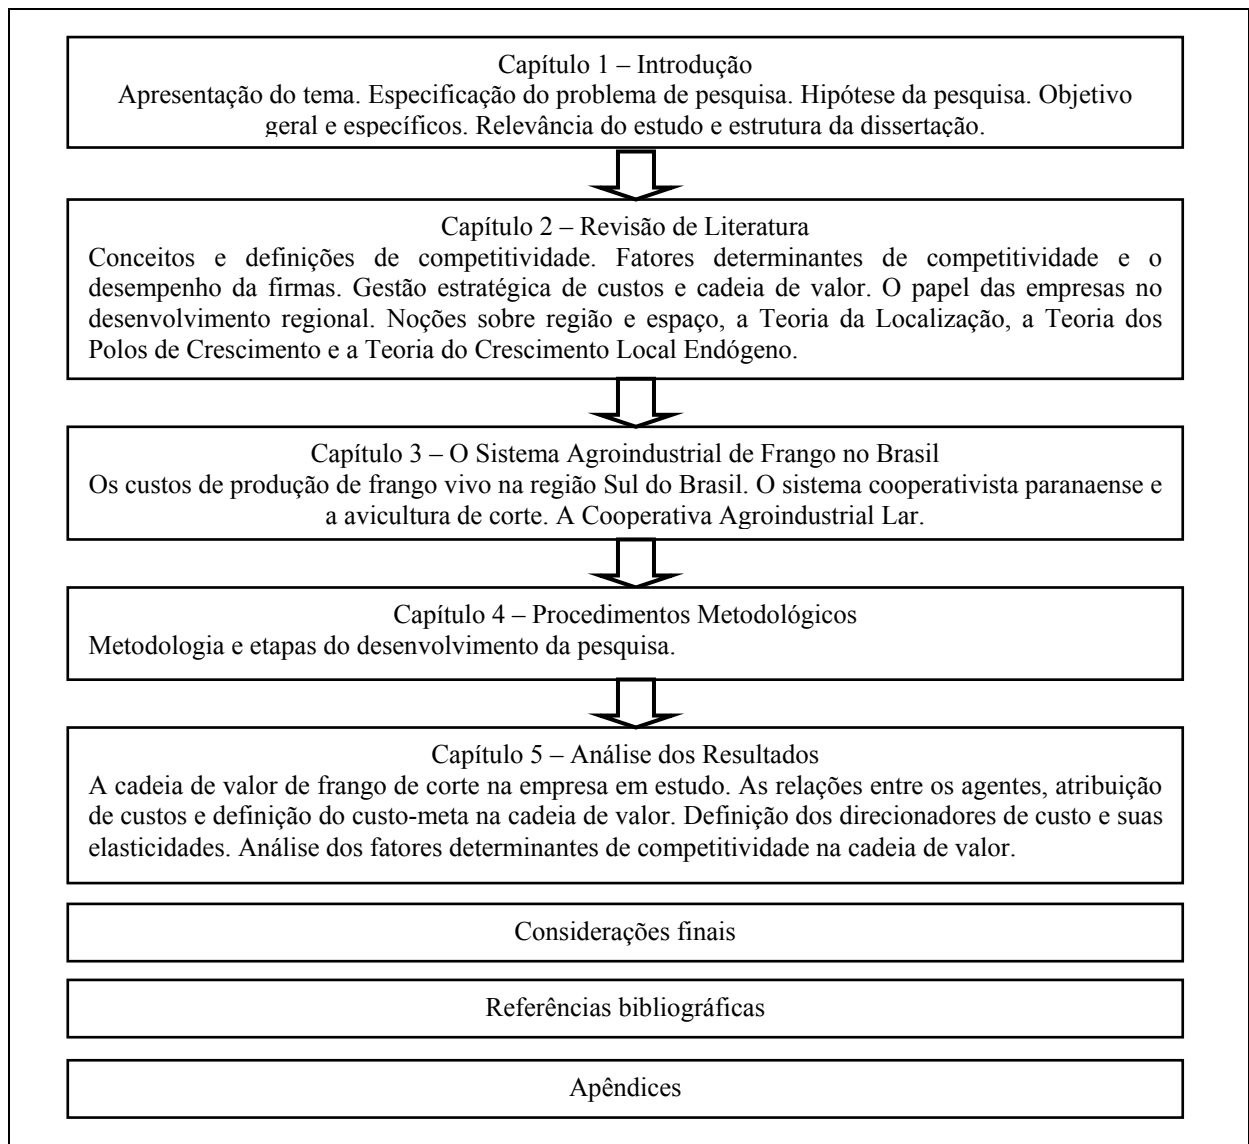 Capítulo 1 – Introdução
Apresentação do tema. Especificação do problema de pesquisa. Hipótese da pesquisa. Objetivo
geral e específicos. Relevância do estudo e estrutura da dissertação.
Capítulo 2 – Revisão de Literatura
Conceitos e definições de competitividade. Fatores determinantes de competitividade e o
desempenho da firmas. Gestão estratégica de custos e cadeia de valor. O papel das empresas no
desenvolvimento regional. Noções sobre região e espaço, a Teoria da Localização, a Teoria dos
Polos de Crescimento e a Teoria do Crescimento Local Endógeno.
Capítulo 3 – O Sistema Agroindustrial de Frango no Brasil
Os custos de produção de frango vivo na região Sul do Brasil. O sistema cooperativista paranaense e
a avicultura de corte. A Cooperativa Agroindustrial Lar.
Capítulo 4 – Procedimentos Metodológicos
Metodologia e etapas do desenvolvimento da pesquisa.
Capítulo 5 – Análise dos Resultados
A cadeia de valor de frango de corte na empresa em estudo. As relações entre os agentes, atribuição
de custos e definição do custo-meta na cadeia de valor. Definição dos direcionadores de custo e suas
elasticidades. Análise dos fatores determinantes de competitividade na cadeia de valor.
Considerações finais
Referências bibliográficas
Apêndices